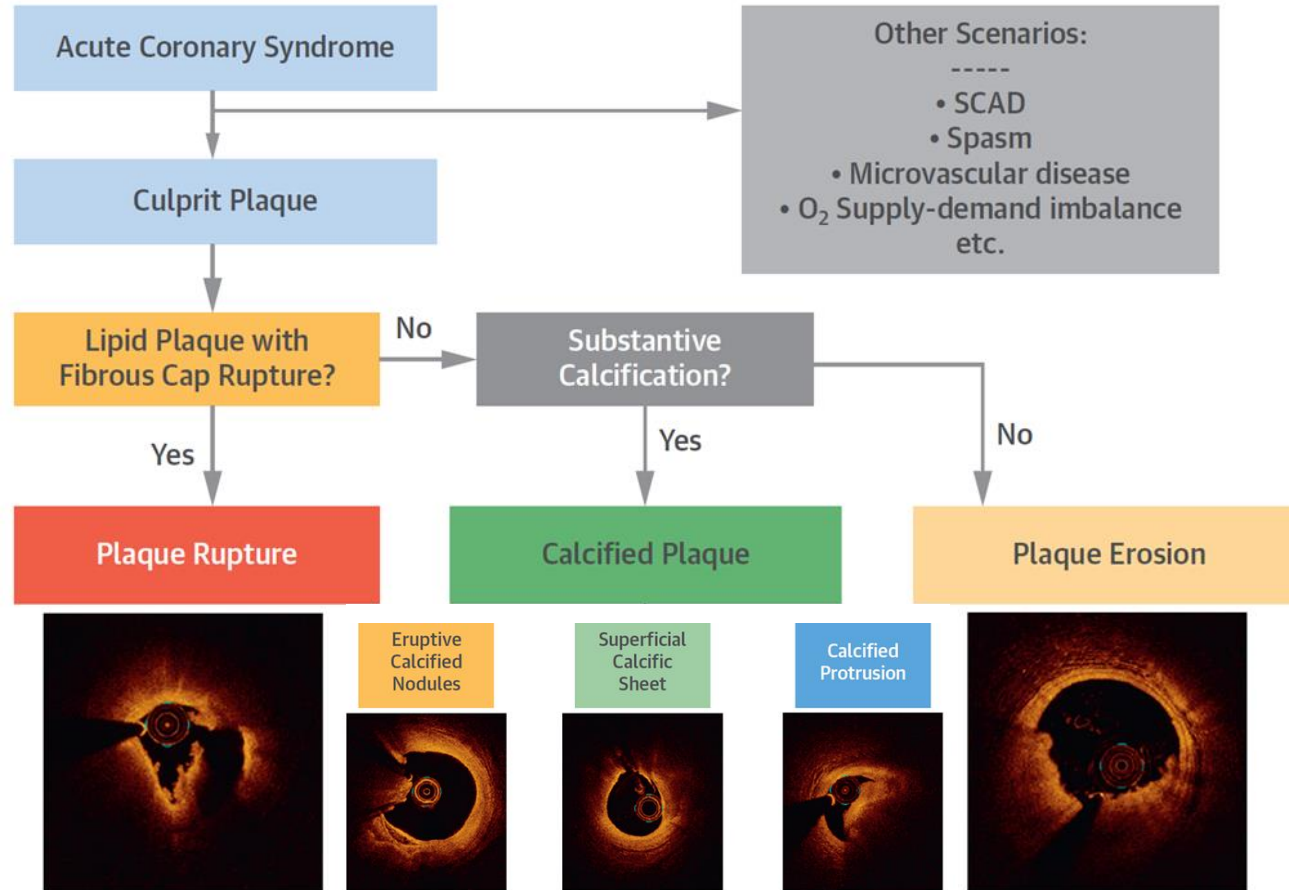 Acute Coronary Syndrome
Other Scenarios:
-----
• SCAD
• Spasm
• Microvascular disease
• O₂ Supply-demand imbalance
etc.
Culprit Plaque
Lipid Plaque with
Fibrous Cap Rupture?
No
Substantive
Calcification?
Yes
Yes
No
Plaque Rupture
Calcified Plaque
Plaque Erosion
Eruptive
Calcified
Nodules
Superficial
Calcific
Sheet
Calcified
Protrusion